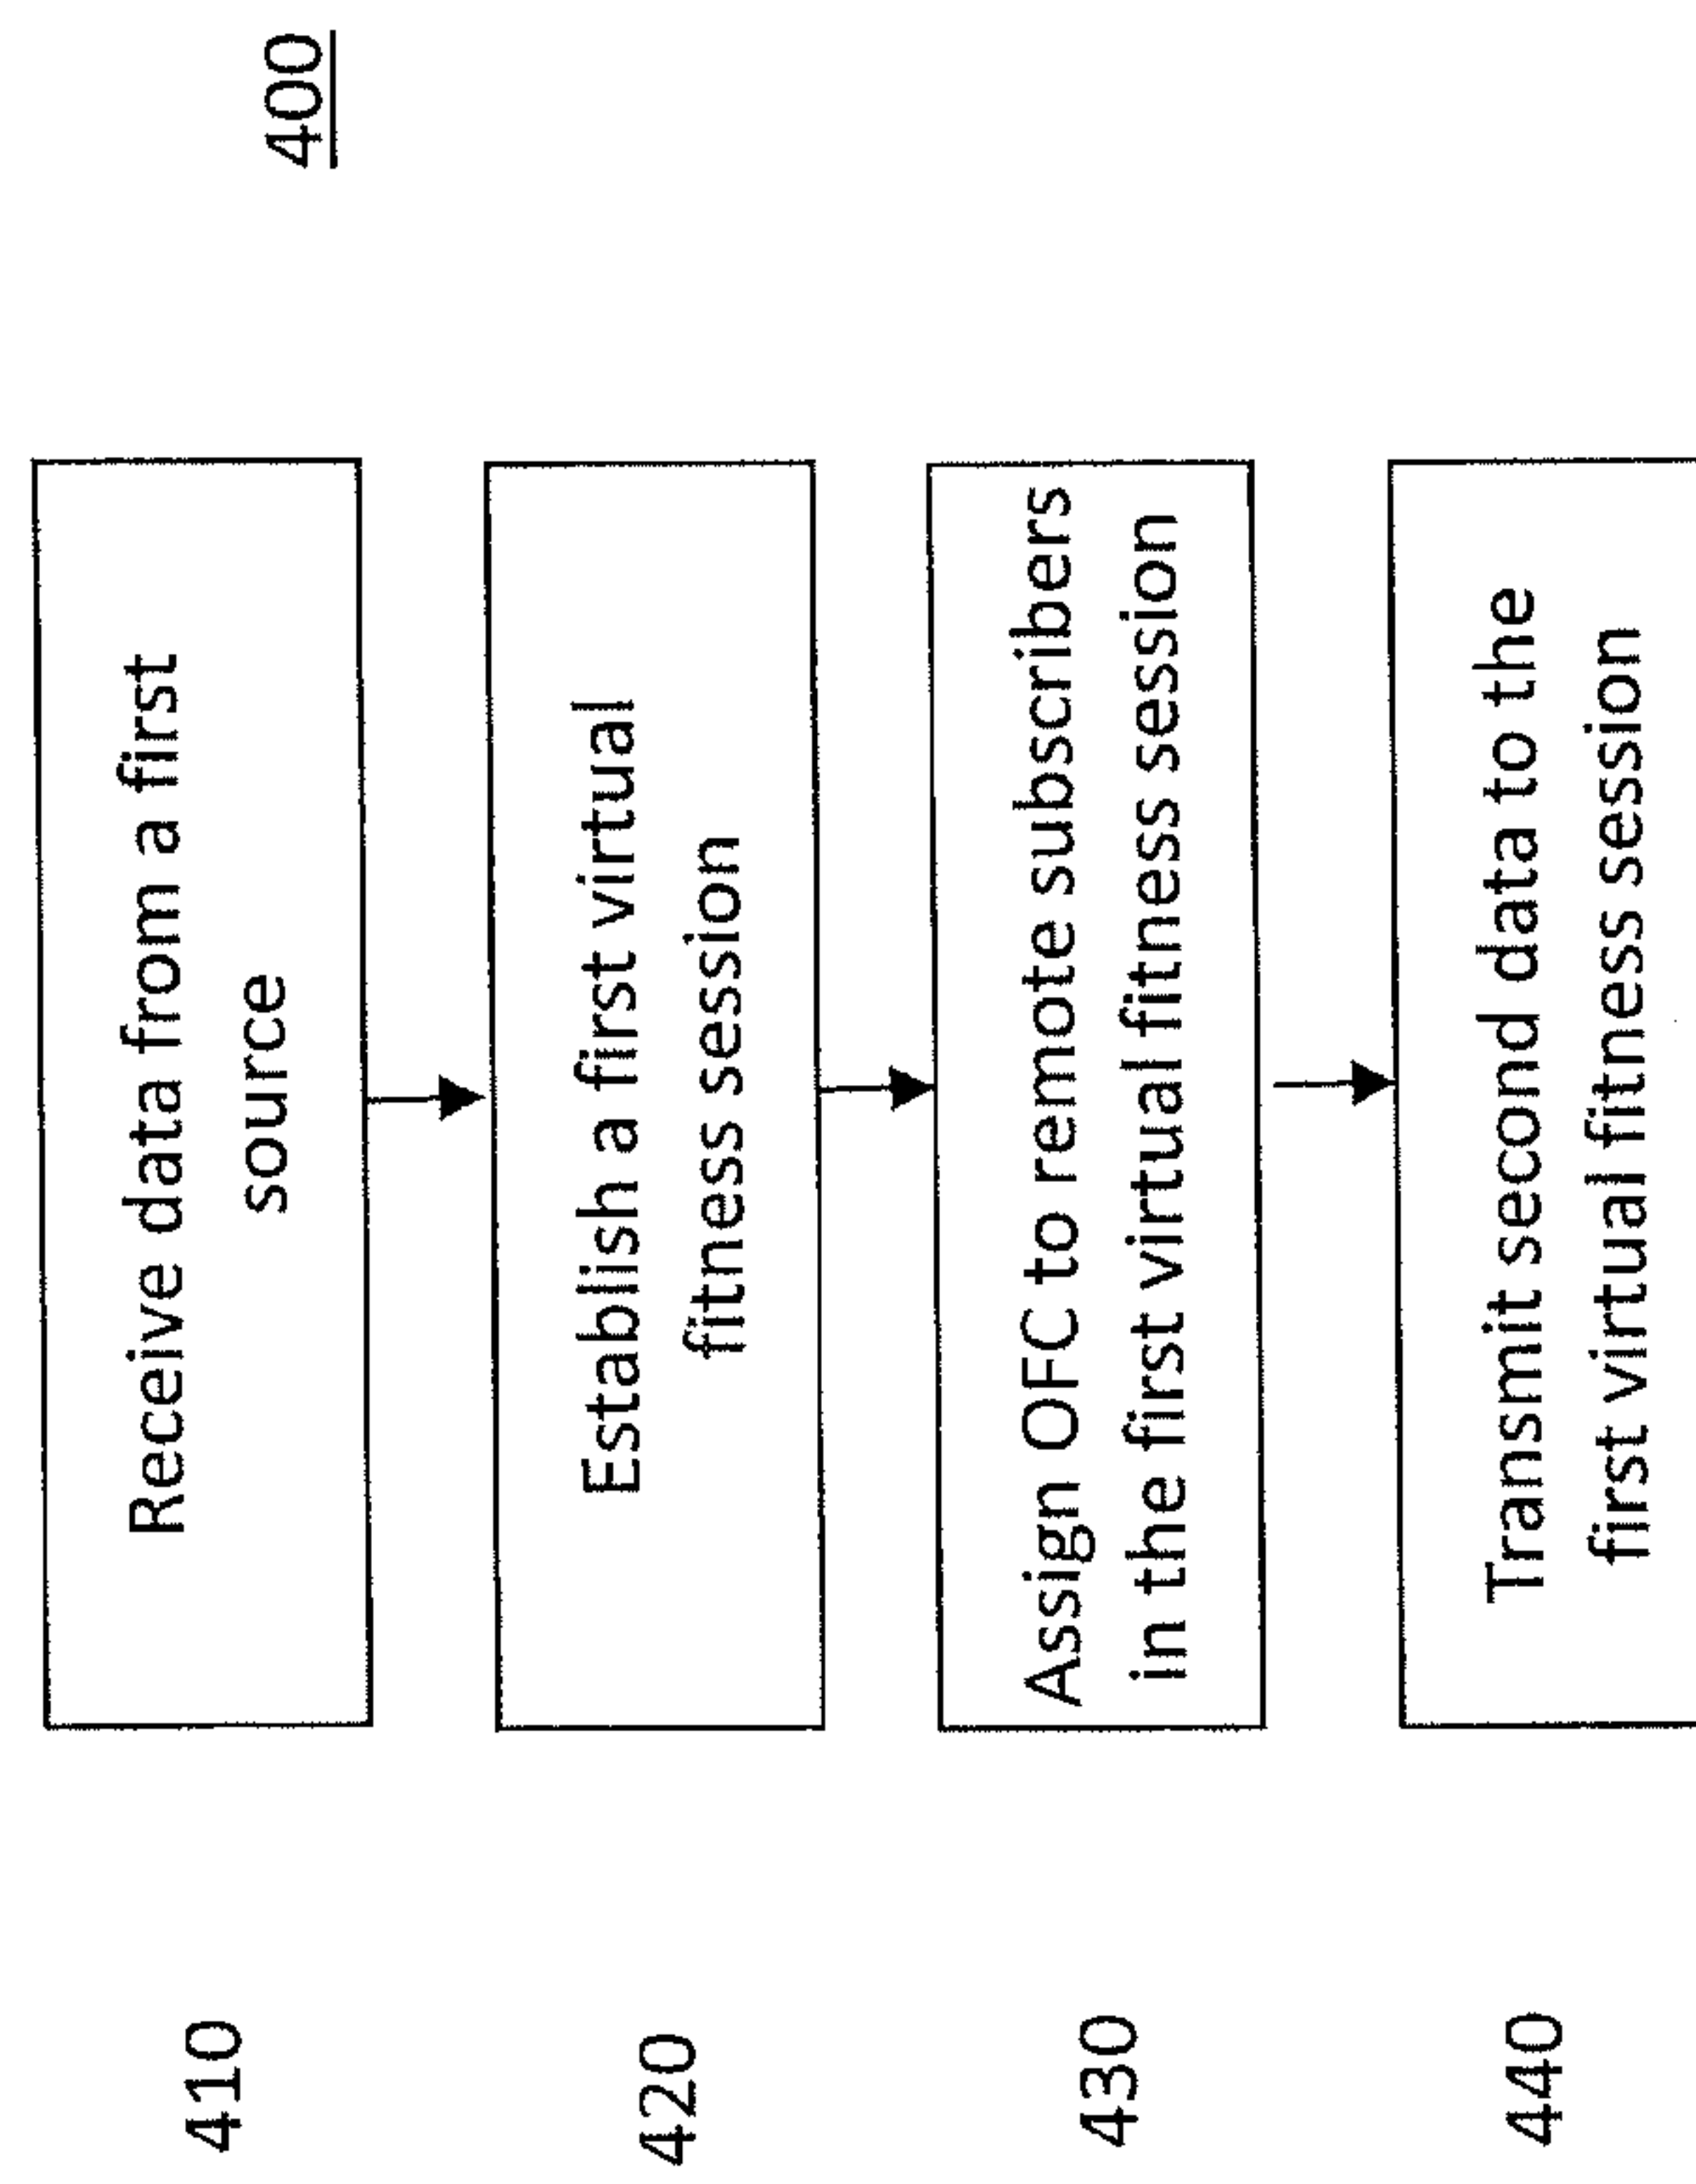 400
410
Receive data from a first
source
420
Establish a first virtual
fitness session
430
Assign OFC to remote subscribers
in the first virtual fitness session
440
Transmit second data to the
first virtual fitness session